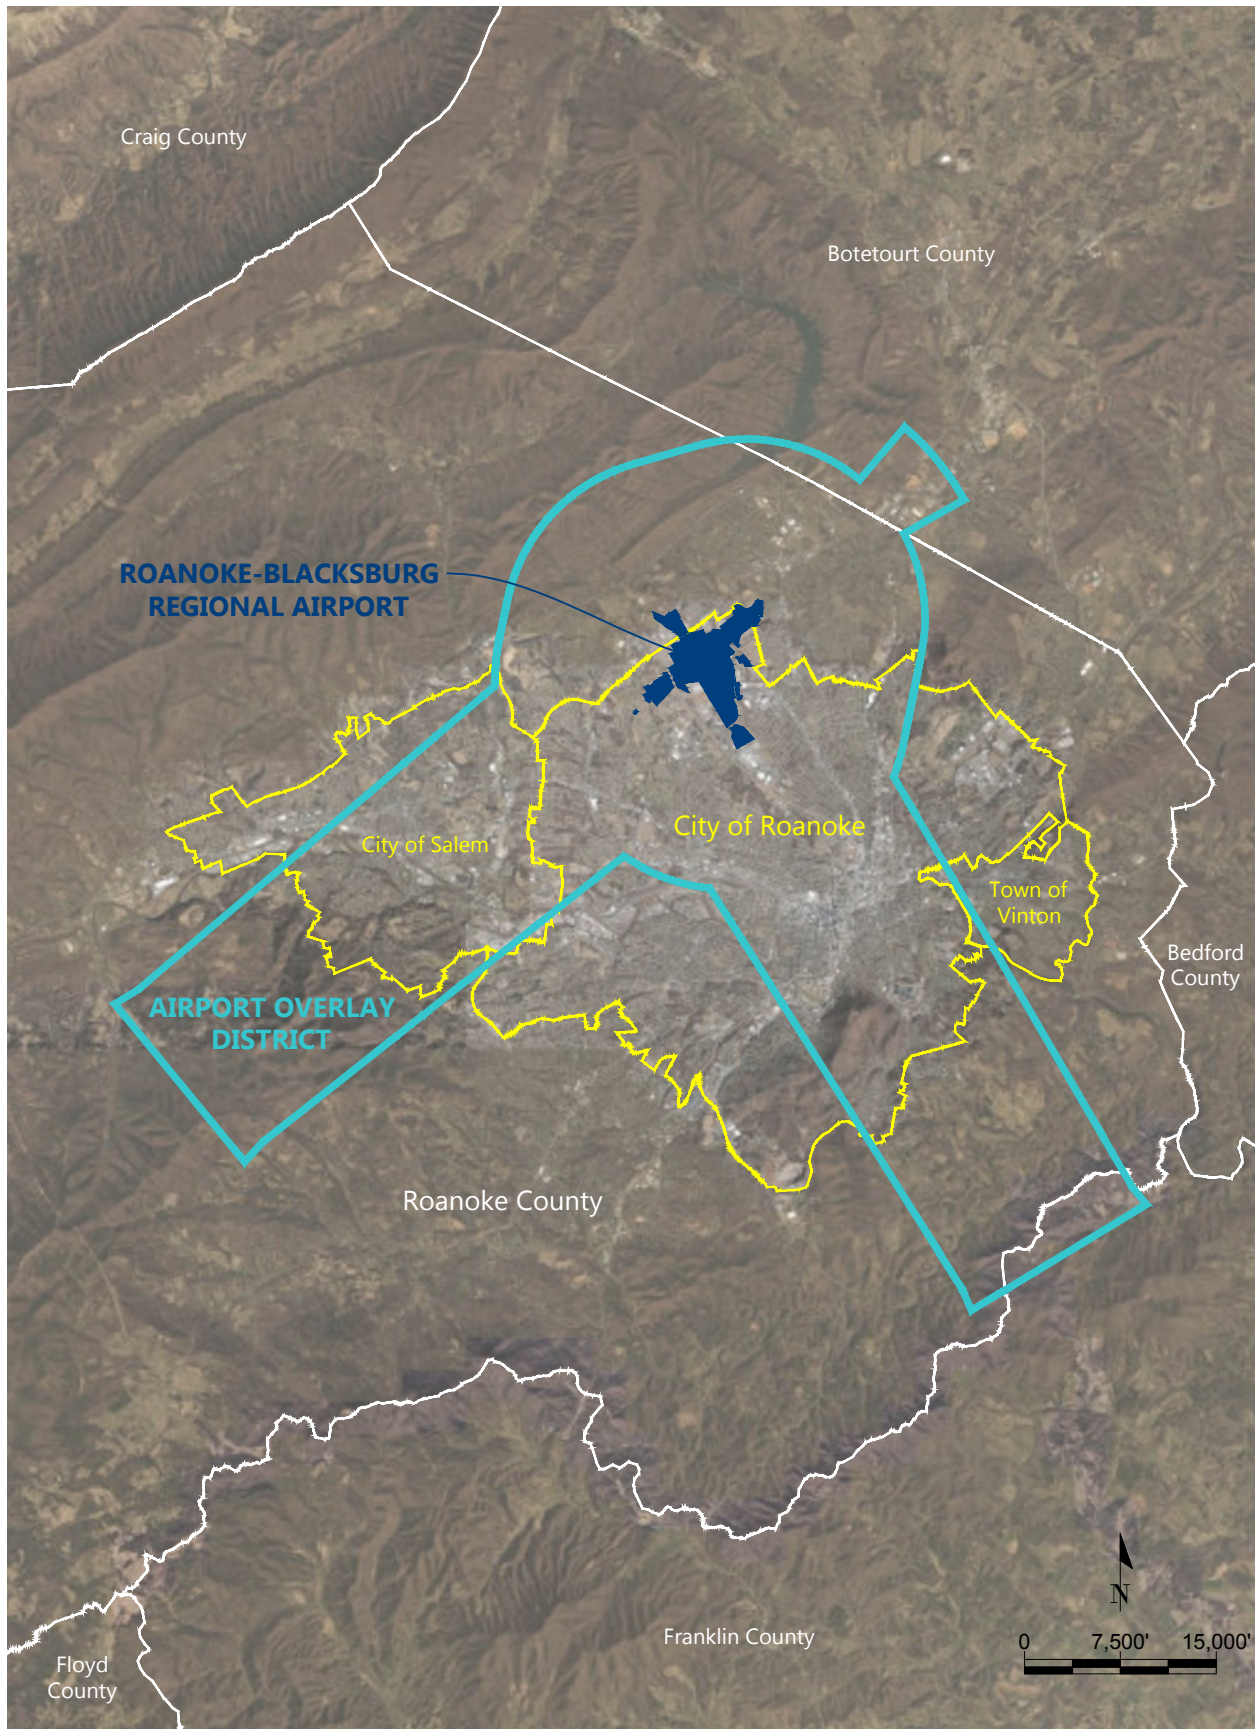 Craig County
Botetourt County
ROANOKE-BLACKSBURG
REGIONAL AIRPORT
City of Roanoke
City of Salem
Town of
Vinton
Bedford
County
AIRPORT OVERLAY
DISTRICT
Roanoke County
N
Franklin County
0 7,500' 15,000'
Floyd
County